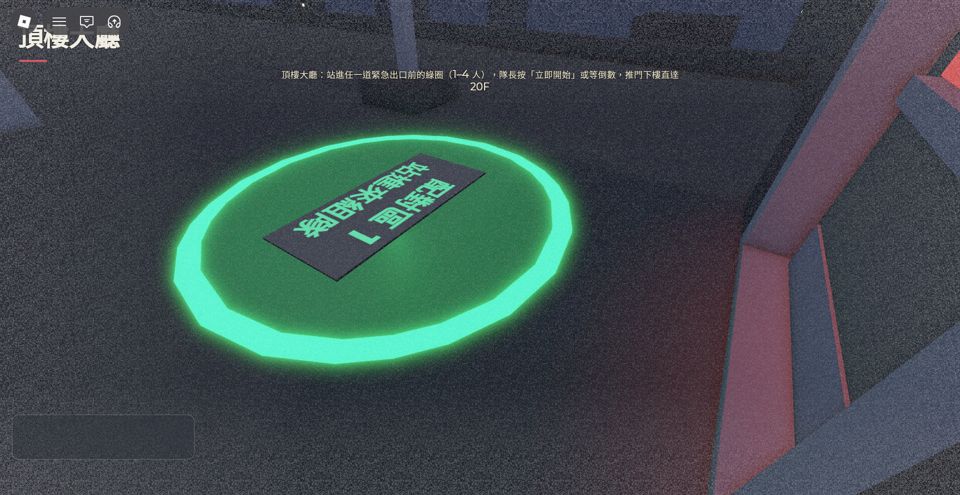 頂樓大廳
頂樓大廳：站進任一道緊急出口前的綠圈（1–4 人），隊長按「立即開始」或等倒數，推門下樓直達
20F
配對區 1
站進來組隊